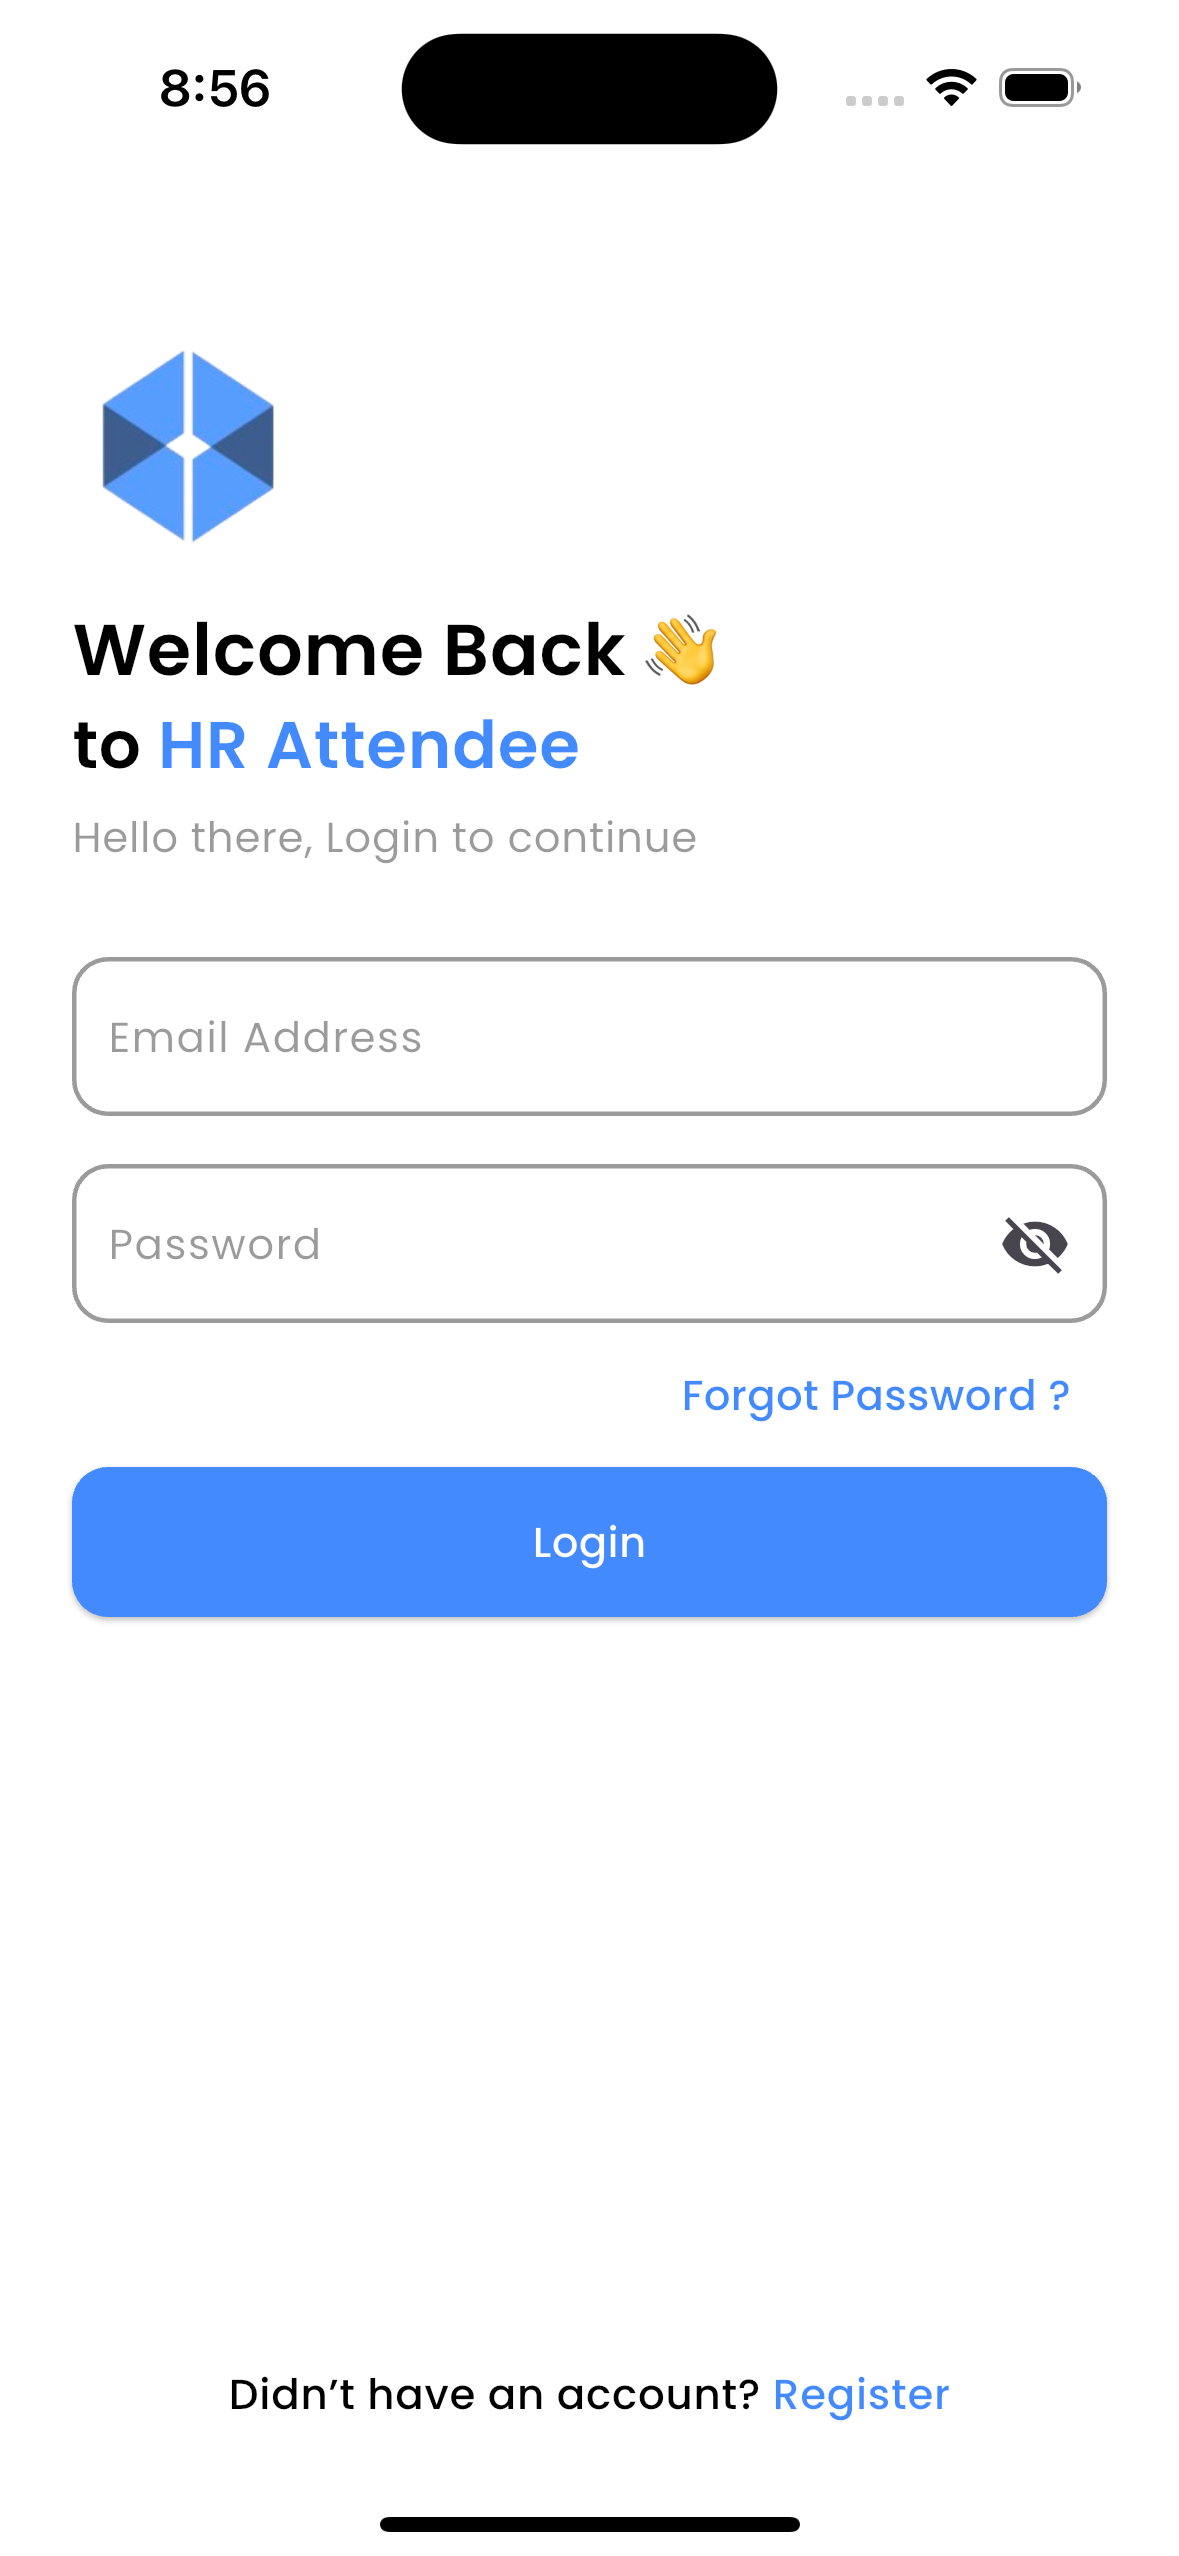 8:56
Welcome Back 👋
to HR Attendee
Hello there, Login to continue
Email Address
Password
Forgot Password ?
Login
Didn’t have an account? Register